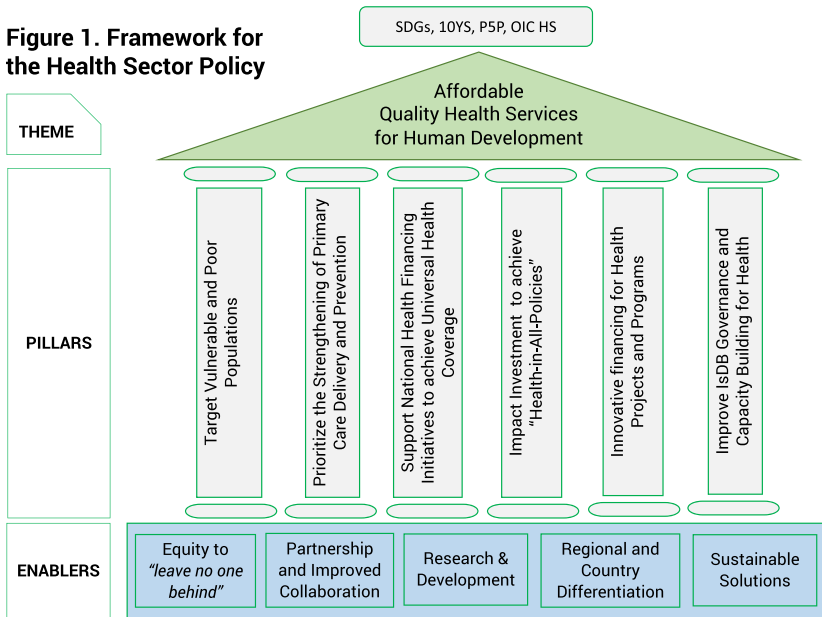 Figure 1. Framework for
the Health Sector Policy
SDGs, 10YS, P5P, OIC HS
THEME
Affordable
Quality Health Services
for Human Development
PILLARS
Target Vulnerable and Poor
Populations
Prioritize the Strengthening of Primary
Care Delivery and Prevention
Support National Health Financing
Initiatives to achieve Universal Health
Coverage
Impact Investment to achieve
“Health-in-All-Policies”
Innovative financing for Health
Projects and Programs
Improve IsDB Governance and
Capacity Building for Health
ENABLERS
Equity to
“leave no one
behind”
Partnership
and Improved
Collaboration
Research &
Development
Regional and
Country
Differentiation
Sustainable
Solutions